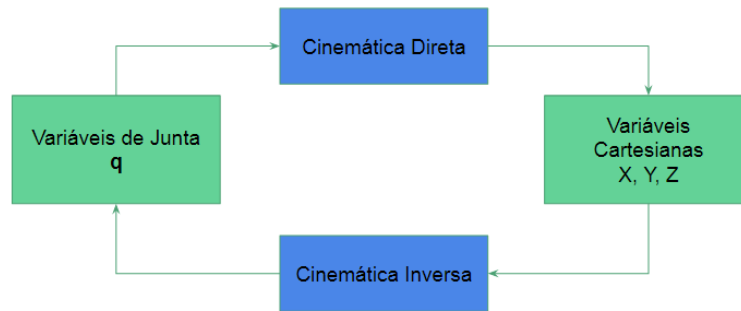 Cinemática Direta
Variáveis de Junta
q
Variáveis
Cartesianas
X, Y, Z
Cinemática Inversa